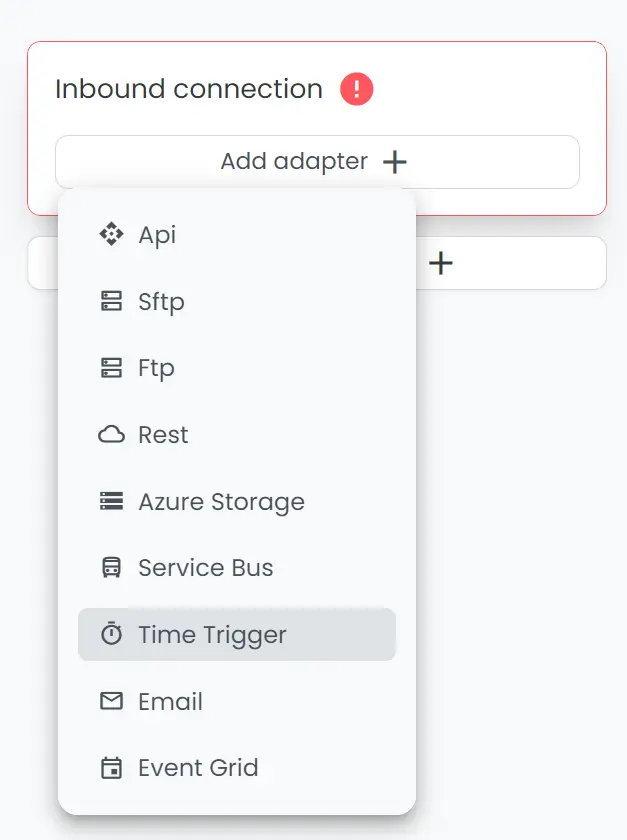 Inbound connection
Add adapter
Api
Sftp
Ftp
Rest
Azure Storage
Service Bus
Time Trigger
Email
Event Grid